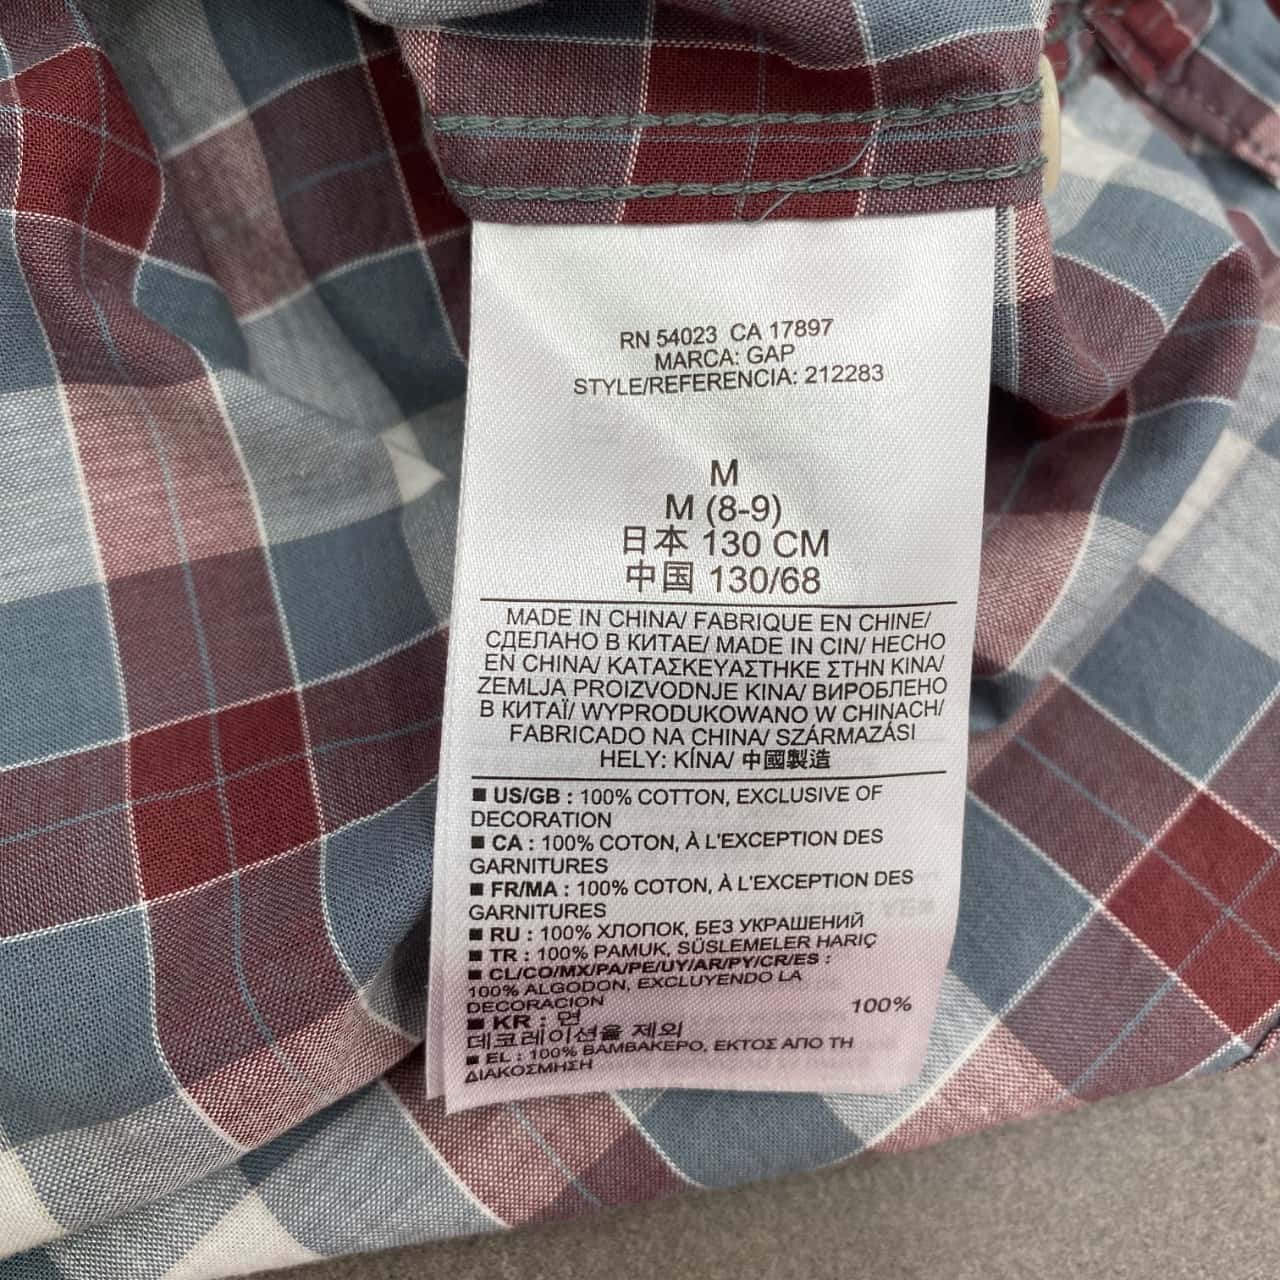 RN 54023 CA 17897
MARCA: GAP
STYLE/REFERENCIA: 212283
M
M (8-9)
日本 130 CM
中国 130/68
MADE IN CHINA/ FABRIQUE EN CHINE/
СДЕЛАНО В КИТАЕ/ MADE IN CIN/ HECHO
EN CHINA/ ΚΑΤΑΣΚΕΥΑΣΤΗΚΕ ΣΤΗΝ ΚΙΝΑ/
ZEMLJA PROIZVODNJE KINA/ ВИРОБЛЕНО
В КИТАЇ/ WYPRODUKOWANO W CHINACH/
FABRICADO NA CHINA/ SZÁRMAZÁSI
HELY: KÍNA/ 中國製造
■ US/GB : 100% COTTON, EXCLUSIVE OF
DECORATION
■ CA : 100% COTON, À L'EXCEPTION DES
GARNITURES
■ FR/MA : 100% COTON, À L'EXCEPTION DES
GARNITURES
■ RU : 100% ХЛОПОК, БЕЗ УКРАШЕНИЙ
■ TR : 100% PAMUK, SÜSLEMELER HARIÇ
■ CL/CO/MX/PA/PE/UY/AR/PY/CR/ES :
100% ALGODON, EXCLUYENDO LA
DECORACION
■ KR : 면 100%
데코레이션을 제외
■ EL : 100% ΒΑΜΒΑΚΕΡΟ, ΕΚΤΟΣ ΑΠΟ ΤΗ
ΔΙΑΚΟΣΜΗΣΗ